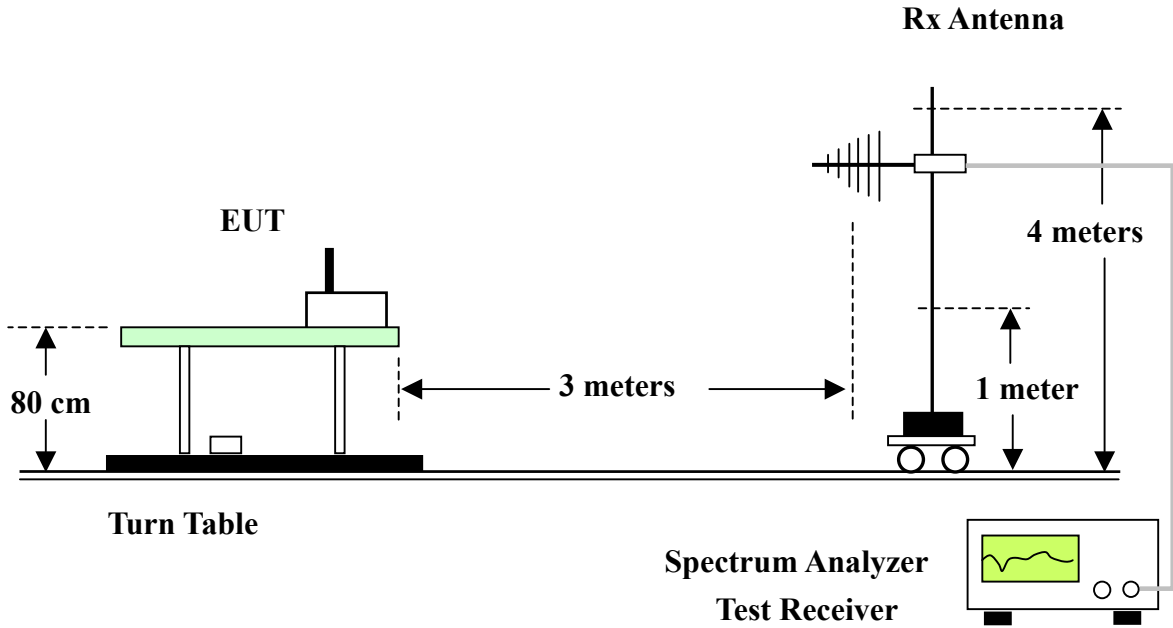 Rx Antenna
EUT
4 meters
3 meters
1 meter
80 cm
Turn Table
Spectrum Analyzer
Test Receiver